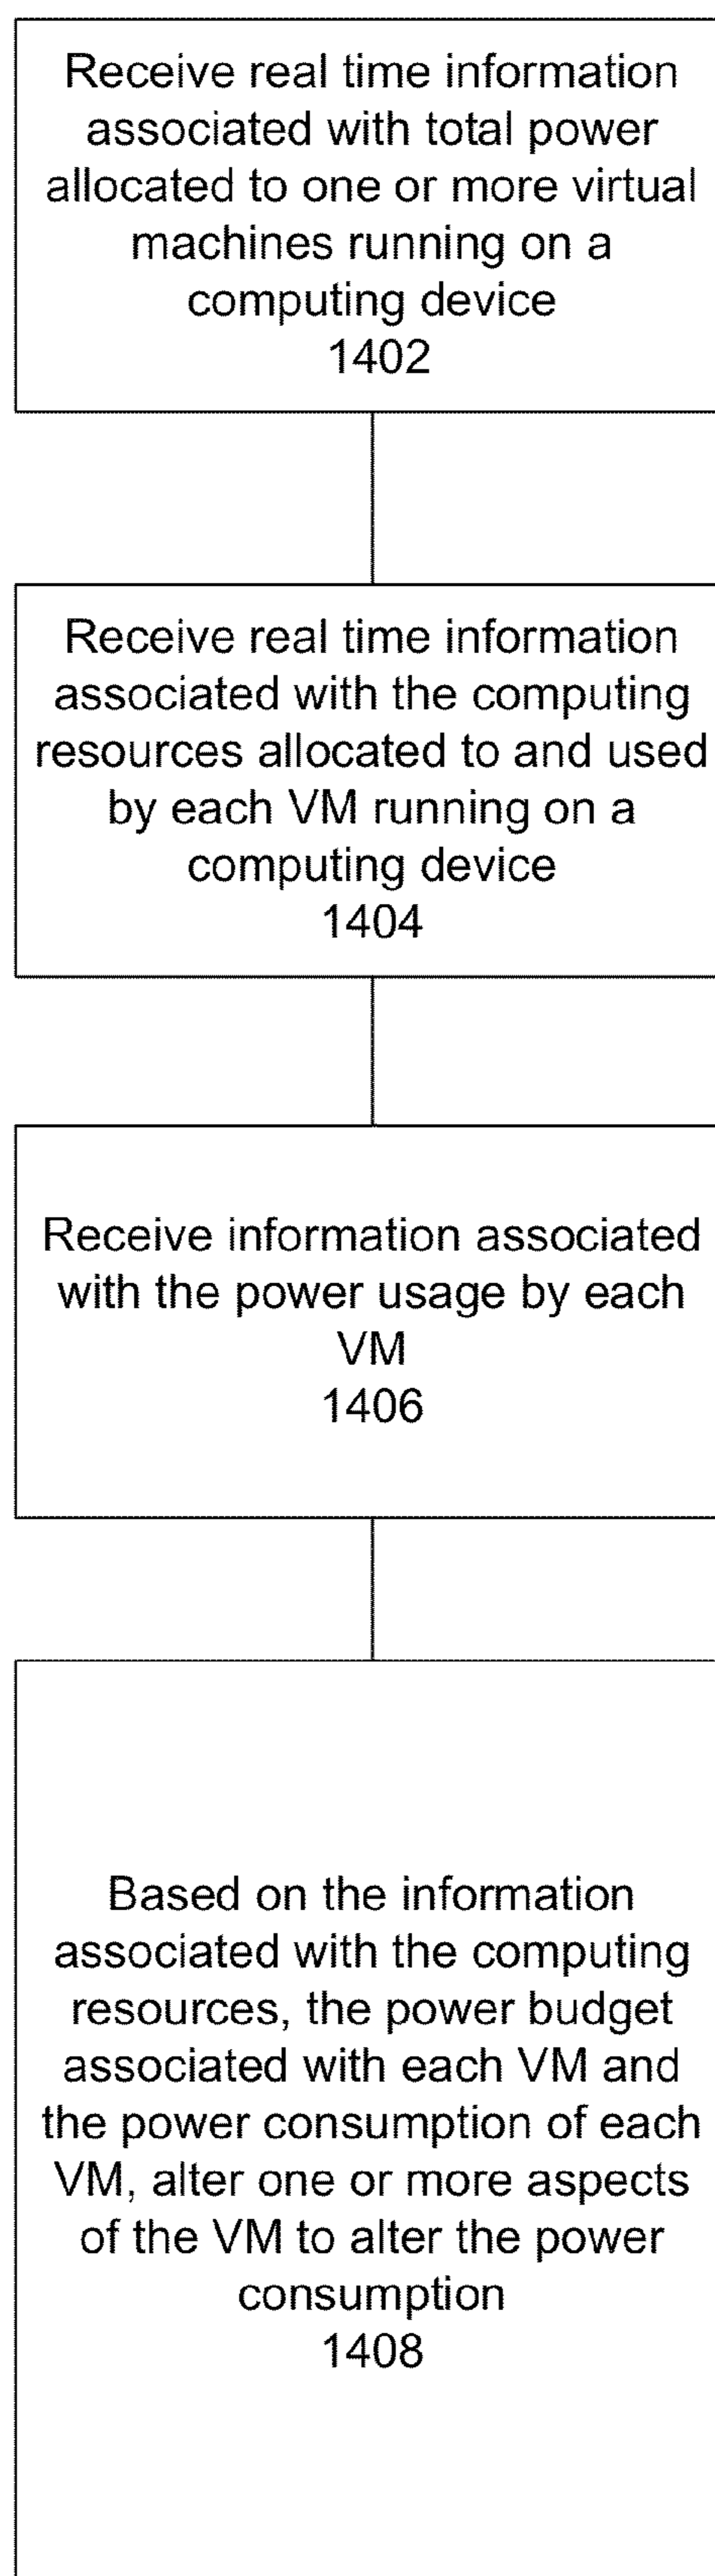 Receive real time information
associated with total power
allocated to one or more virtual
machines running on a
computing device
1402
Receive real time information
associated with the computing
resources allocated to and used
by each VM running on a
computing device
1404
Receive information associated
with the power usage by each
VM
1406
Based on the information
associated with the computing
resources, the power budget
associated with each VM and
the power consumption of each
VM, alter one or more aspects
of the VM to alter the power
consumption
1408